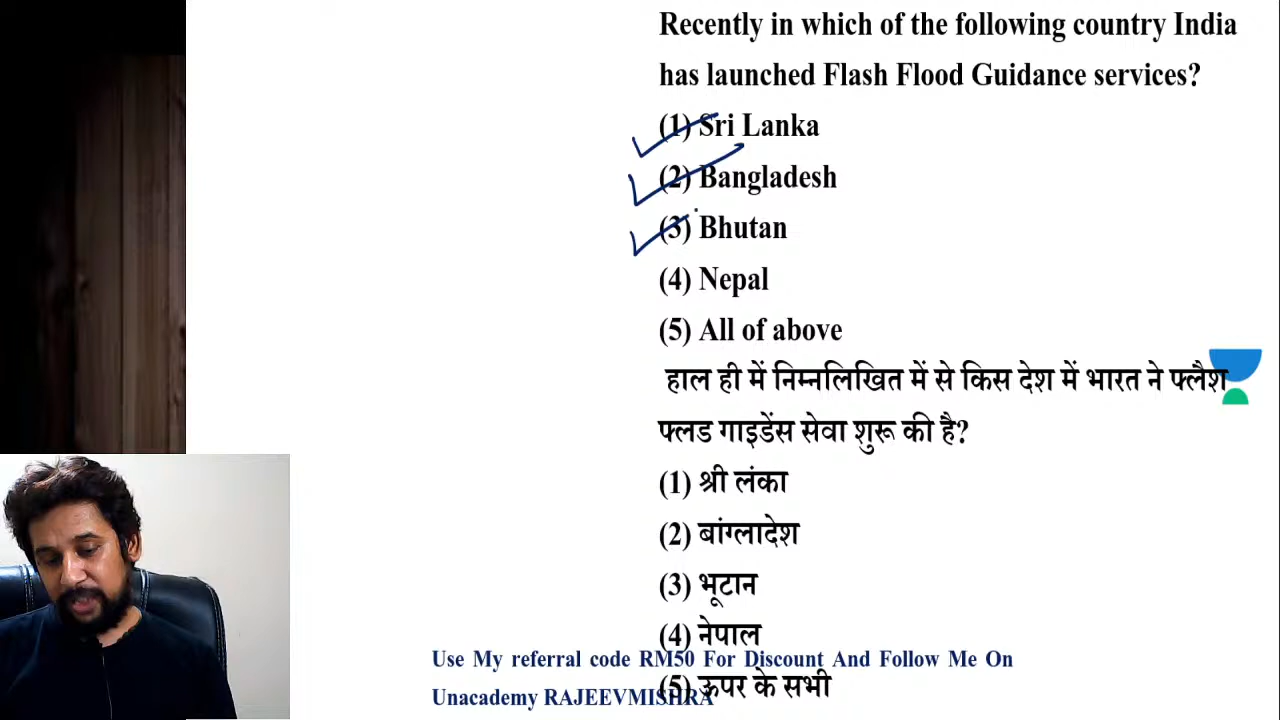 Recently in which of the following country India
has launched Flash Flood Guidance services?
(1) Sri Lanka
(2) Bangladesh
(3) Bhutan
(4) Nepal
(5) All of above
हाल ही में निम्नलिखित में से किस देश में भारत ने फ्लैश
फ्लड गाइडेंस सेवा शुरू की है?
(1) श्री लंका
(2) बांग्लादेश
(3) भूटान
(4) नेपाल
Use My referral code RM50 For Discount And Follow Me On
(5) ऊपर के सभी
Unacademy RAJEEVMISHRA